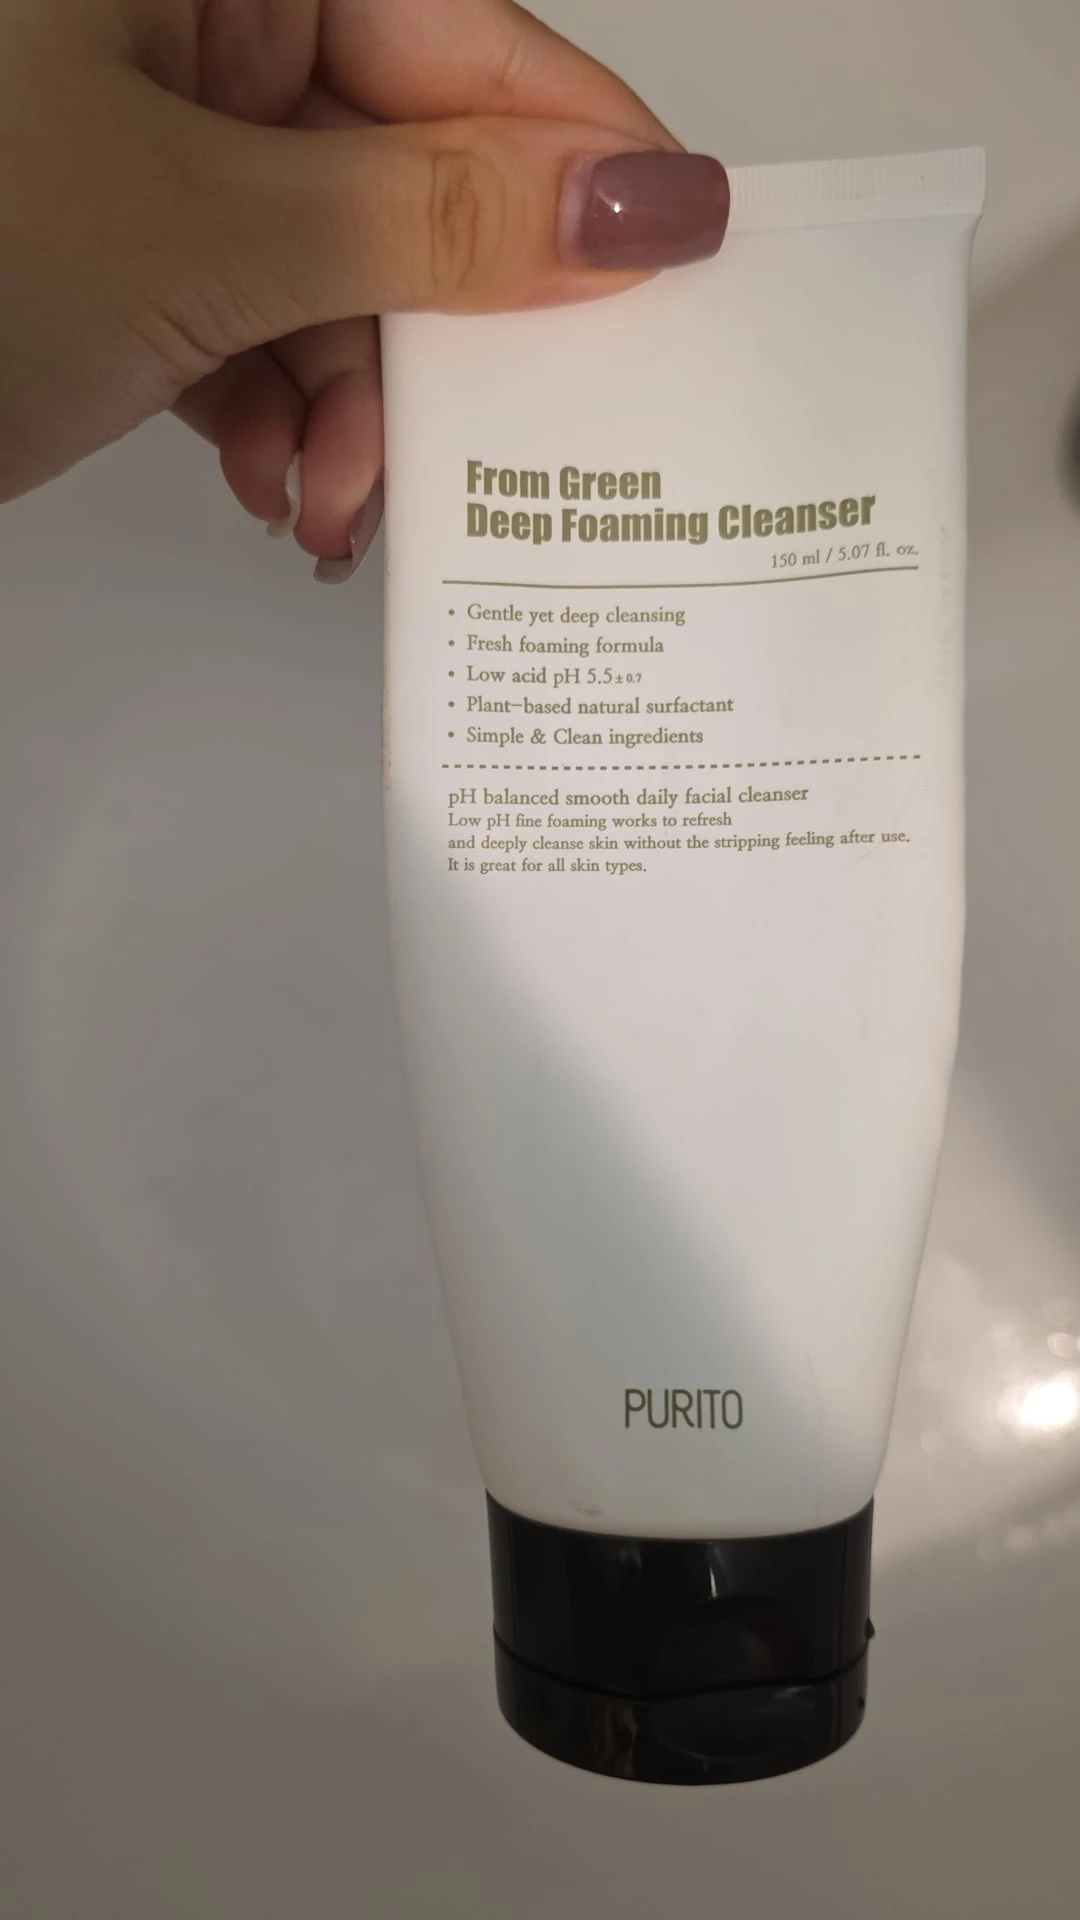 From Green
Deep Foaming Cleanser
150 ml / 5.07 fl. oz.
• Gentle yet deep cleansing
• Fresh foaming formula
• Low acid pH 5.5±0.7
• Plant-based natural surfactant
• Simple & Clean ingredients
pH balanced smooth daily facial cleanser
Low pH fine foaming works to refresh
and deeply cleanse skin without the stripping feeling after use.
It is great for all skin types.
PURITO